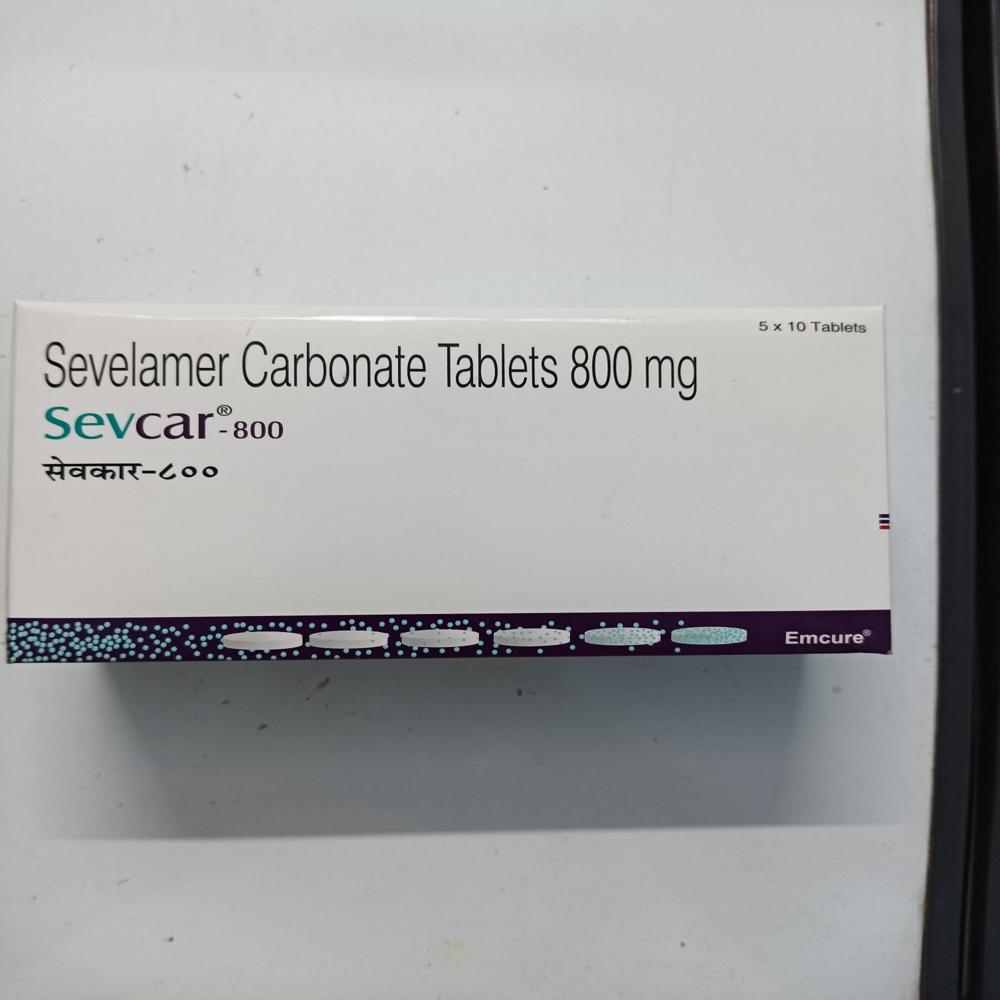 5 x 10 Tablets
Sevelamer Carbonate Tablets 800 mg
Sevcar®-800
सेवकार-८००
Emcure®